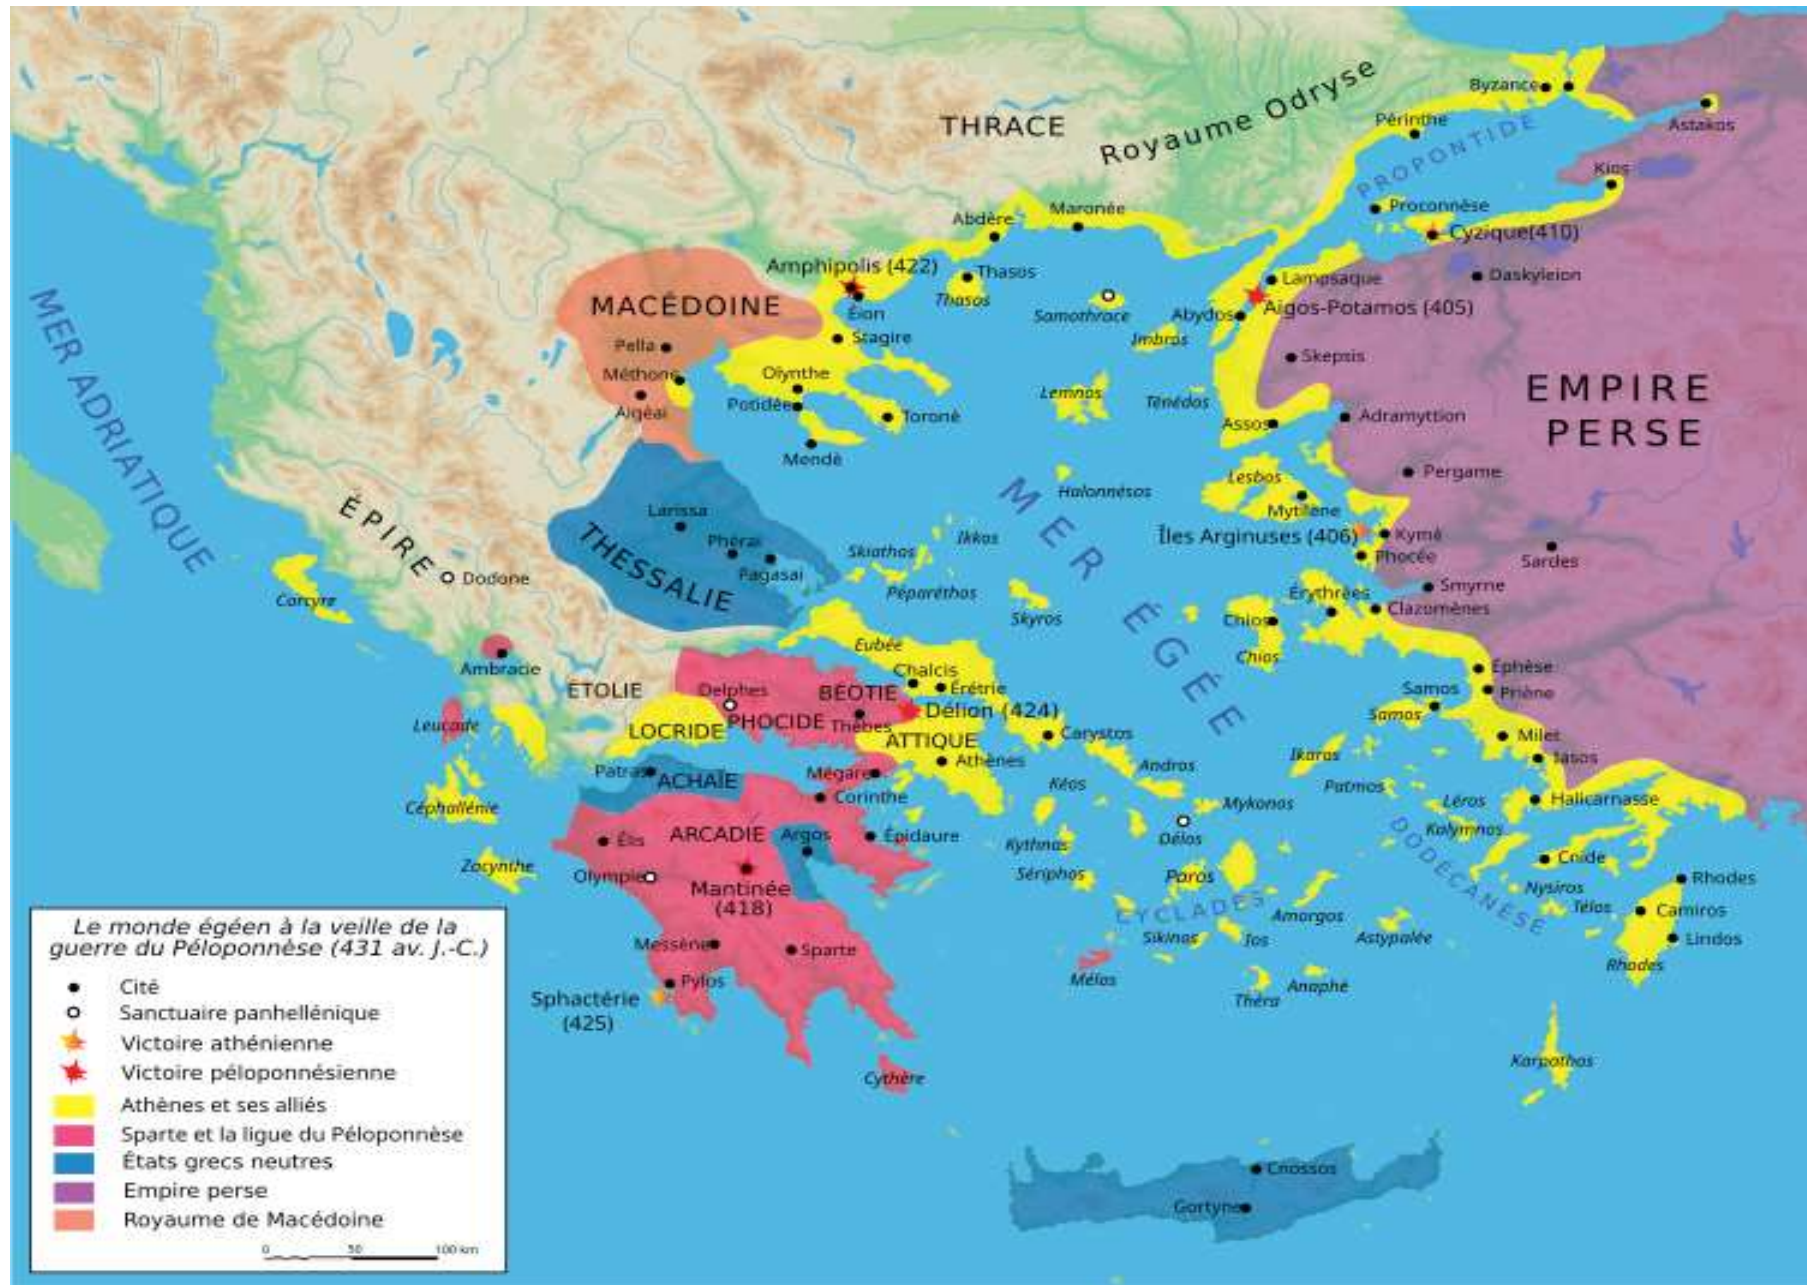 Byzance
Royaume Odryse
THRACE
Périnthe
Astakos
PROPONTIDE
Kios
Abdère
Maronée
Proconnèse
Cyzique(410)
Amphipolis (422)
Thasos
Lampsaque
Daskyleion
MACÉDOINE
Thasos
Samothrace
Abydos
Aigos-Potamos (405)
Éion
Stagire
Imbros
MER ADRIATIQUE
Pella
Skepsis
Méthone
Olynthe
EMPIRE
PERSE
Potidée
Lemnos
Ténédos
Aigéai
Toronè
Assos
Adramyttion
Mendè
Pergame
Lesbos
Halonnésos
MER ÉGÉE
Larissa
Mytilène
ÉPIRE
THESSALIE
Phérai
Ikkos
Îles Arginuses (406)
Kymè
Skiathos
Phocée
Sardes
Pagasai
Dodone
Péparéthos
Smyrne
Corcyre
Skyros
Érythrées
Clazomènes
Chios
Eubée
Chios
Ambracie
Chalcis
Éphèse
ÉTOLIE
Delphes
BÉOTIE
Érétrie
Samos
Priène
Leucade
LOCRIDE
PHOCIDE
Thèbes
Délion (424)
Samos
ATTIQUE
Carystos
Milet
Athènes
Andros
Ikaros
Iasos
Patras
ACHAÏE
Mégare
Kéos
Patmos
Céphallénie
Corinthe
Mykonos
Léros
Halicarnasse
ARCADIE
Argos
Épidaure
Délos
Kalymnos
Élis
Kythnos
DODÉCANÈSE
Zacynthe
Olympie
Sériphos
Paros
Cnide
Mantinée
(418)
Nysiros
Rhodes
CYCLADES
Amorgos
Télos
Camiros
Messène
Sparte
Sikinos
Ios
Astypalée
Lindos
Rhodes
Pylos
Mélos
Anaphé
Sphactérie
(425)
Théra
Karpathos
Cythère
Cnossos
Gortyne
Le monde égéen à la veille de la
guerre du Péloponnèse (431 av. J.-C.)
Cité
Sanctuaire panhellénique
Victoire athénienne
Victoire péloponnésienne
Athènes et ses alliés
Sparte et la ligue du Péloponnèse
États grecs neutres
Empire perse
Royaume de Macédoine
0 50 100 km